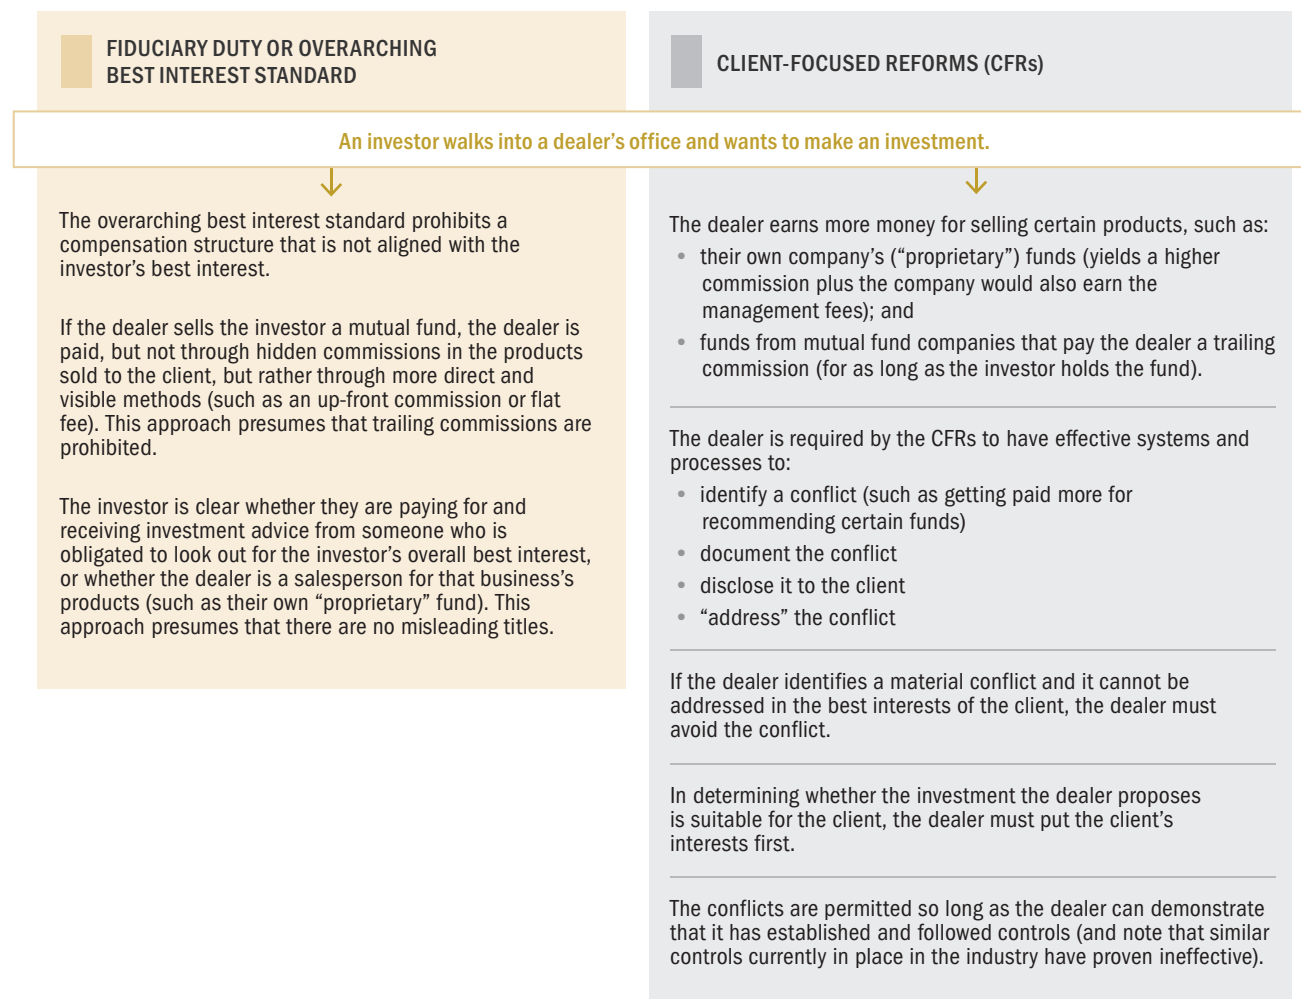 FIDUCIARY DUTY OR OVERARCHING
BEST INTEREST STANDARD
CLIENT-FOCUSED REFORMS (CFRs)
An investor walks into a dealer’s office and wants to make an investment.
The overarching best interest standard prohibits a
compensation structure that is not aligned with the
investor’s best interest.
If the dealer sells the investor a mutual fund, the dealer is
paid, but not through hidden commissions in the products
sold to the client, but rather through more direct and
visible methods (such as an up-front commission or flat
fee). This approach presumes that trailing commissions are
prohibited.
The investor is clear whether they are paying for and
receiving investment advice from someone who is
obligated to look out for the investor’s overall best interest,
or whether the dealer is a salesperson for that business’s
products (such as their own “proprietary” fund). This
approach presumes that there are no misleading titles.
The dealer earns more money for selling certain products, such as:
• their own company’s (“proprietary”) funds (yields a higher
commission plus the company would also earn the
management fees); and
• funds from mutual fund companies that pay the dealer a trailing
commission (for as long as the investor holds the fund).
The dealer is required by the CFRs to have effective systems and
processes to:
• identify a conflict (such as getting paid more for
recommending certain funds)
• document the conflict
• disclose it to the client
• “address” the conflict
If the dealer identifies a material conflict and it cannot be
addressed in the best interests of the client, the dealer must
avoid the conflict.
In determining whether the investment the dealer proposes
is suitable for the client, the dealer must put the client’s
interests first.
The conflicts are permitted so long as the dealer can demonstrate
that it has established and followed controls (and note that similar
controls currently in place in the industry have proven ineffective).